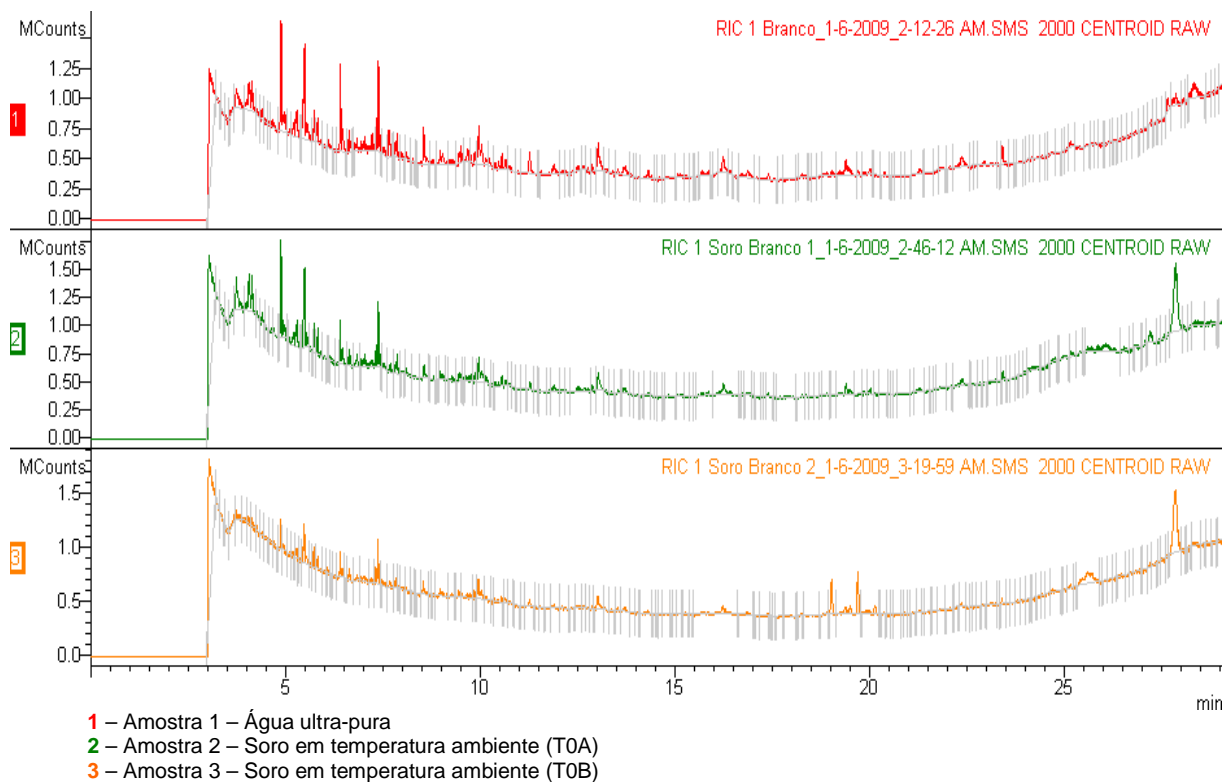 MCounts
RIC 1 Branco_1-6-2009_2-12-26 AM.SMS 2000 CENTROID RAW
1.25
1.00
0.75
0.50
0.25
0.00
1
MCounts
RIC 1 Soro Branco 1_1-6-2009_2-46-12 AM.SMS 2000 CENTROID RAW
1.50
1.25
1.00
0.75
0.50
0.25
0.00
2
MCounts
RIC 1 Soro Branco 2_1-6-2009_3-19-59 AM.SMS 2000 CENTROID RAW
1.5
1.0
0.5
0.0
3
5 10 15 20 25
min
1 – Amostra 1 – Água ultra-pura
2 – Amostra 2 – Soro em temperatura ambiente (T0A)
3 – Amostra 3 – Soro em temperatura ambiente (T0B)